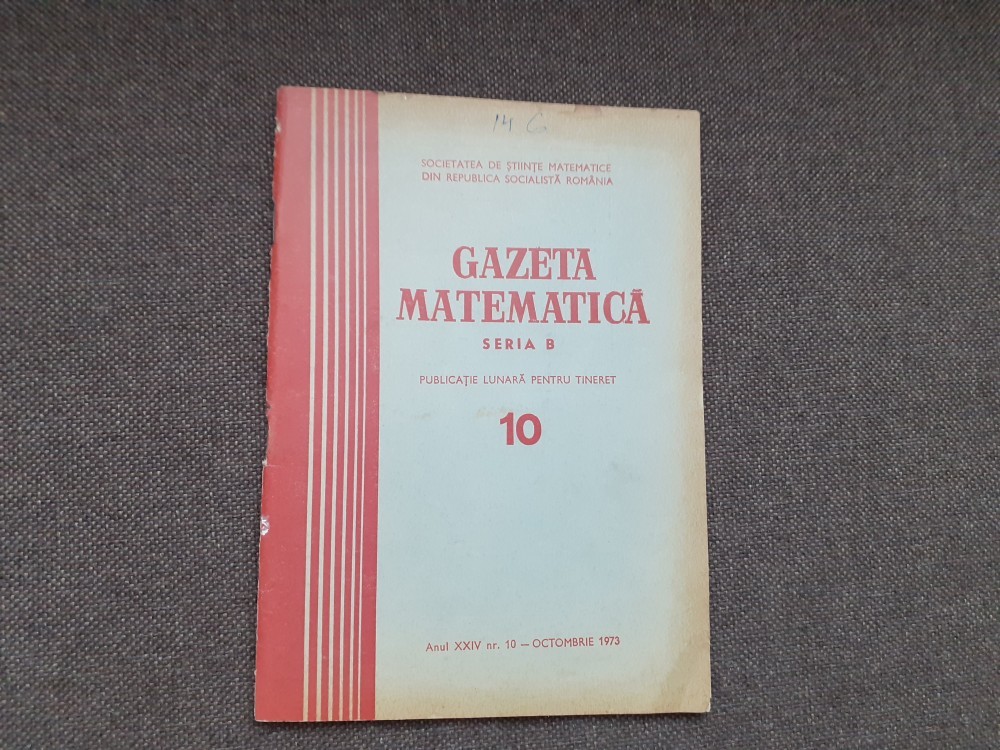 M G
SOCIETATEA DE ŞTIINŢE MATEMATICE
DIN REPUBLICA SOCIALISTĂ ROMÂNIA
GAZETA
MATEMATICĂ
SERIA B
PUBLICAŢIE LUNARĂ PENTRU TINERET
10
Anul XXIV nr. 10 — OCTOMBRIE 1973